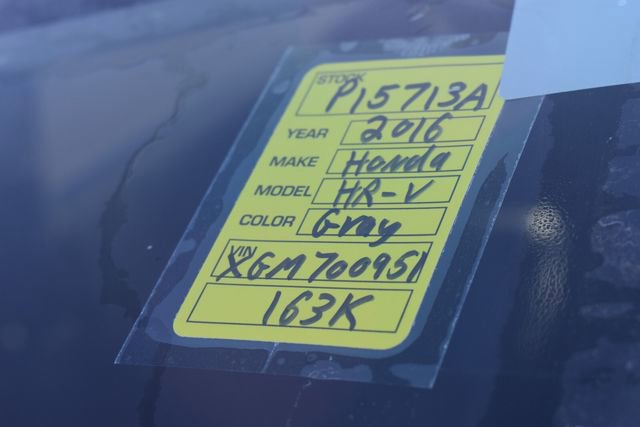 STOCK P15713A
YEAR 2016
MAKE Honda
MODEL HR-V
COLOR Gray
VIN XGM700951
163K